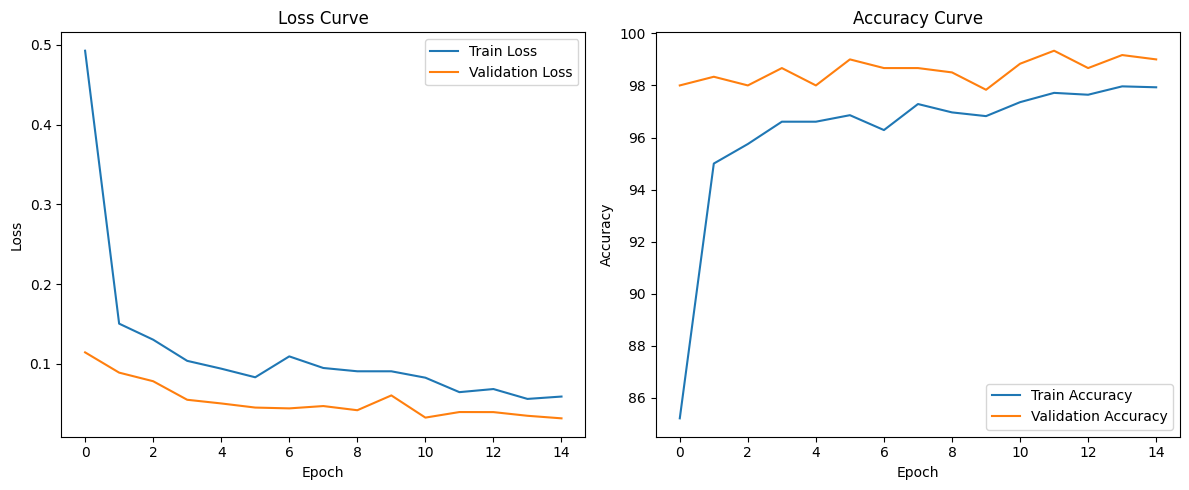 Loss Curve
Train Loss
Validation Loss
0.5
0.4
0.3
0.2
0.1
Loss
0 2 4 6 8 10 12 14
Epoch
Accuracy Curve
100
98
96
94
92
90
88
86
Accuracy
Train Accuracy
Validation Accuracy
0 2 4 6 8 10 12 14
Epoch